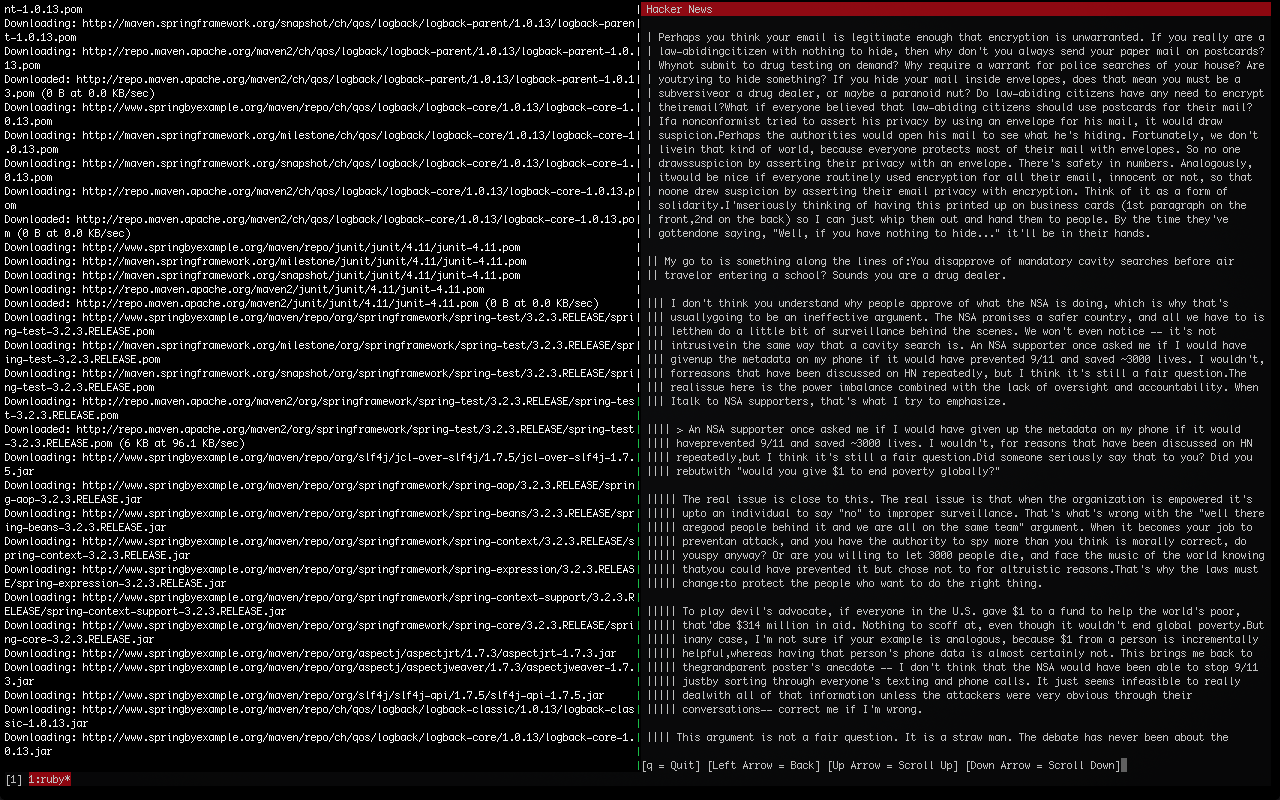 nt-1.0.13.pom
Downloading: http://maven.springframework.org/snapshot/ch/qos/logback/logback-parent/1.0.13/logback-paren
t-1.0.13.pom
Downloading: http://repo.maven.apache.org/maven2/ch/qos/logback/logback-parent/1.0.13/logback-parent-1.0.
13.pom
Downloaded: http://repo.maven.apache.org/maven2/ch/qos/logback/logback-parent/1.0.13/logback-parent-1.0.1
3.pom (0 B at 0.0 KB/sec)
Downloading: http://www.springbyexample.org/maven/repo/ch/qos/logback/logback-core/1.0.13/logback-core-1.
0.13.pom
Downloading: http://maven.springframework.org/milestone/ch/qos/logback/logback-core/1.0.13/logback-core-1
.0.13.pom
Downloading: http://maven.springframework.org/snapshot/ch/qos/logback/logback-core/1.0.13/logback-core-1.
0.13.pom
Downloading: http://repo.maven.apache.org/maven2/ch/qos/logback/logback-core/1.0.13/logback-core-1.0.13.p
om
Downloaded: http://repo.maven.apache.org/maven2/ch/qos/logback/logback-core/1.0.13/logback-core-1.0.13.po
m (0 B at 0.0 KB/sec)
Downloading: http://www.springbyexample.org/maven/repo/junit/junit/4.11/junit-4.11.pom
Downloading: http://maven.springframework.org/milestone/junit/junit/4.11/junit-4.11.pom
Downloading: http://maven.springframework.org/snapshot/junit/junit/4.11/junit-4.11.pom
Downloading: http://repo.maven.apache.org/maven2/junit/junit/4.11/junit-4.11.pom
Downloaded: http://repo.maven.apache.org/maven2/junit/junit/4.11/junit-4.11.pom (0 B at 0.0 KB/sec)
Downloading: http://www.springbyexample.org/maven/repo/org/springframework/spring-test/3.2.3.RELEASE/spri
ng-test-3.2.3.RELEASE.pom
Downloading: http://maven.springframework.org/milestone/org/springframework/spring-test/3.2.3.RELEASE/spr
ing-test-3.2.3.RELEASE.pom
Downloading: http://maven.springframework.org/snapshot/org/springframework/spring-test/3.2.3.RELEASE/spri
ng-test-3.2.3.RELEASE.pom
Downloading: http://repo.maven.apache.org/maven2/org/springframework/spring-test/3.2.3.RELEASE/spring-tes
t-3.2.3.RELEASE.pom
Downloaded: http://repo.maven.apache.org/maven2/org/springframework/spring-test/3.2.3.RELEASE/spring-test
-3.2.3.RELEASE.pom (6 KB at 96.1 KB/sec)
Downloading: http://www.springbyexample.org/maven/repo/org/slf4j/jcl-over-slf4j/1.7.5/jcl-over-slf4j-1.7.
5.jar
Downloading: http://www.springbyexample.org/maven/repo/org/springframework/spring-aop/3.2.3.RELEASE/sprin
g-aop-3.2.3.RELEASE.jar
Downloading: http://www.springbyexample.org/maven/repo/org/springframework/spring-beans/3.2.3.RELEASE/spr
ing-beans-3.2.3.RELEASE.jar
Downloading: http://www.springbyexample.org/maven/repo/org/springframework/spring-context/3.2.3.RELEASE/s
pring-context-3.2.3.RELEASE.jar
Downloading: http://www.springbyexample.org/maven/repo/org/springframework/spring-expression/3.2.3.RELEAS
E/spring-expression-3.2.3.RELEASE.jar
Downloading: http://www.springbyexample.org/maven/repo/org/springframework/spring-context-support/3.2.3.R
ELEASE/spring-context-support-3.2.3.RELEASE.jar
Downloading: http://www.springbyexample.org/maven/repo/org/springframework/spring-core/3.2.3.RELEASE/spri
ng-core-3.2.3.RELEASE.jar
Downloading: http://www.springbyexample.org/maven/repo/org/aspectj/aspectjrt/1.7.3/aspectjrt-1.7.3.jar
Downloading: http://www.springbyexample.org/maven/repo/org/aspectj/aspectjweaver/1.7.3/aspectjweaver-1.7.
3.jar
Downloading: http://www.springbyexample.org/maven/repo/org/slf4j/slf4j-api/1.7.5/slf4j-api-1.7.5.jar
Downloading: http://www.springbyexample.org/maven/repo/ch/qos/logback/logback-classic/1.0.13/logback-clas
sic-1.0.13.jar
Downloading: http://www.springbyexample.org/maven/repo/ch/qos/logback/logback-core/1.0.13/logback-core-1.
0.13.jar
Hacker News
| Perhaps you think your email is legitimate enough that encryption is unwarranted. If you really are a
| law-abidingcitizen with nothing to hide, then why don't you always send your paper mail on postcards?
| Whynot submit to drug testing on demand? Why require a warrant for police searches of your house? Are
| youtrying to hide something? If you hide your mail inside envelopes, does that mean you must be a
| subversiveor a drug dealer, or maybe a paranoid nut? Do law-abiding citizens have any need to encrypt
| theiremail?What if everyone believed that law-abiding citizens should use postcards for their mail?
| Ifa nonconformist tried to assert his privacy by using an envelope for his mail, it would draw
| suspicion.Perhaps the authorities would open his mail to see what he's hiding. Fortunately, we don't
| livein that kind of world, because everyone protects most of their mail with envelopes. So no one
| drawssuspicion by asserting their privacy with an envelope. There's safety in numbers. Analogously,
| itwould be nice if everyone routinely used encryption for all their email, innocent or not, so that
| noone drew suspicion by asserting their email privacy with encryption. Think of it as a form of
| solidarity.I'mseriously thinking of having this printed up on business cards (1st paragraph on the
| front,2nd on the back) so I can just whip them out and hand them to people. By the time they've
| gottendone saying, "Well, if you have nothing to hide..." it'll be in their hands.
|| My go to is something along the lines of:You disapprove of mandatory cavity searches before air
|| travelor entering a school? Sounds you are a drug dealer.
||| I don't think you understand why people approve of what the NSA is doing, which is why that's
||| usuallygoing to be an ineffective argument. The NSA promises a safer country, and all we have to is
||| letthem do a little bit of surveillance behind the scenes. We won't even notice -- it's not
||| intrusivein the same way that a cavity search is. An NSA supporter once asked me if I would have
||| givenup the metadata on my phone if it would have prevented 9/11 and saved ~3000 lives. I wouldn't,
||| forreasons that have been discussed on HN repeatedly, but I think it's still a fair question.The
||| realissue here is the power imbalance combined with the lack of oversight and accountability. When
||| Italk to NSA supporters, that's what I try to emphasize.
|||| > An NSA supporter once asked me if I would have given up the metadata on my phone if it would
|||| haveprevented 9/11 and saved ~3000 lives. I wouldn't, for reasons that have been discussed on HN
|||| repeatedly,but I think it's still a fair question.Did someone seriously say that to you? Did you
|||| rebutwith "would you give $1 to end poverty globally?"
||||| The real issue is close to this. The real issue is that when the organization is empowered it's
||||| upto an individual to say "no" to improper surveillance. That's what's wrong with the "well there
||||| aregood people behind it and we are all on the same team" argument. When it becomes your job to
||||| preventan attack, and you have the authority to spy more than you think is morally correct, do
||||| youspy anyway? Or are you willing to let 3000 people die, and face the music of the world knowing
||||| thatyou could have prevented it but chose not to for altruistic reasons.That's why the laws must
||||| change:to protect the people who want to do the right thing.
||||| To play devil's advocate, if everyone in the U.S. gave $1 to a fund to help the world's poor,
||||| that'dbe $314 million in aid. Nothing to scoff at, even though it wouldn't end global poverty.But
||||| inany case, I'm not sure if your example is analogous, because $1 from a person is incrementally
||||| helpful,whereas having that person's phone data is almost certainly not. This brings me back to
||||| thegrandparent poster's anecdote -- I don't think that the NSA would have been able to stop 9/11
||||| justby sorting through everyone's texting and phone calls. It just seems infeasible to really
||||| dealwith all of that information unless the attackers were very obvious through their
||||| conversations-- correct me if I'm wrong.
|||| This argument is not a fair question. It is a straw man. The debate has never been about the
[q = Quit] [Left Arrow = Back] [Up Arrow = Scroll Up] [Down Arrow = Scroll Down]
[1] 1:ruby*